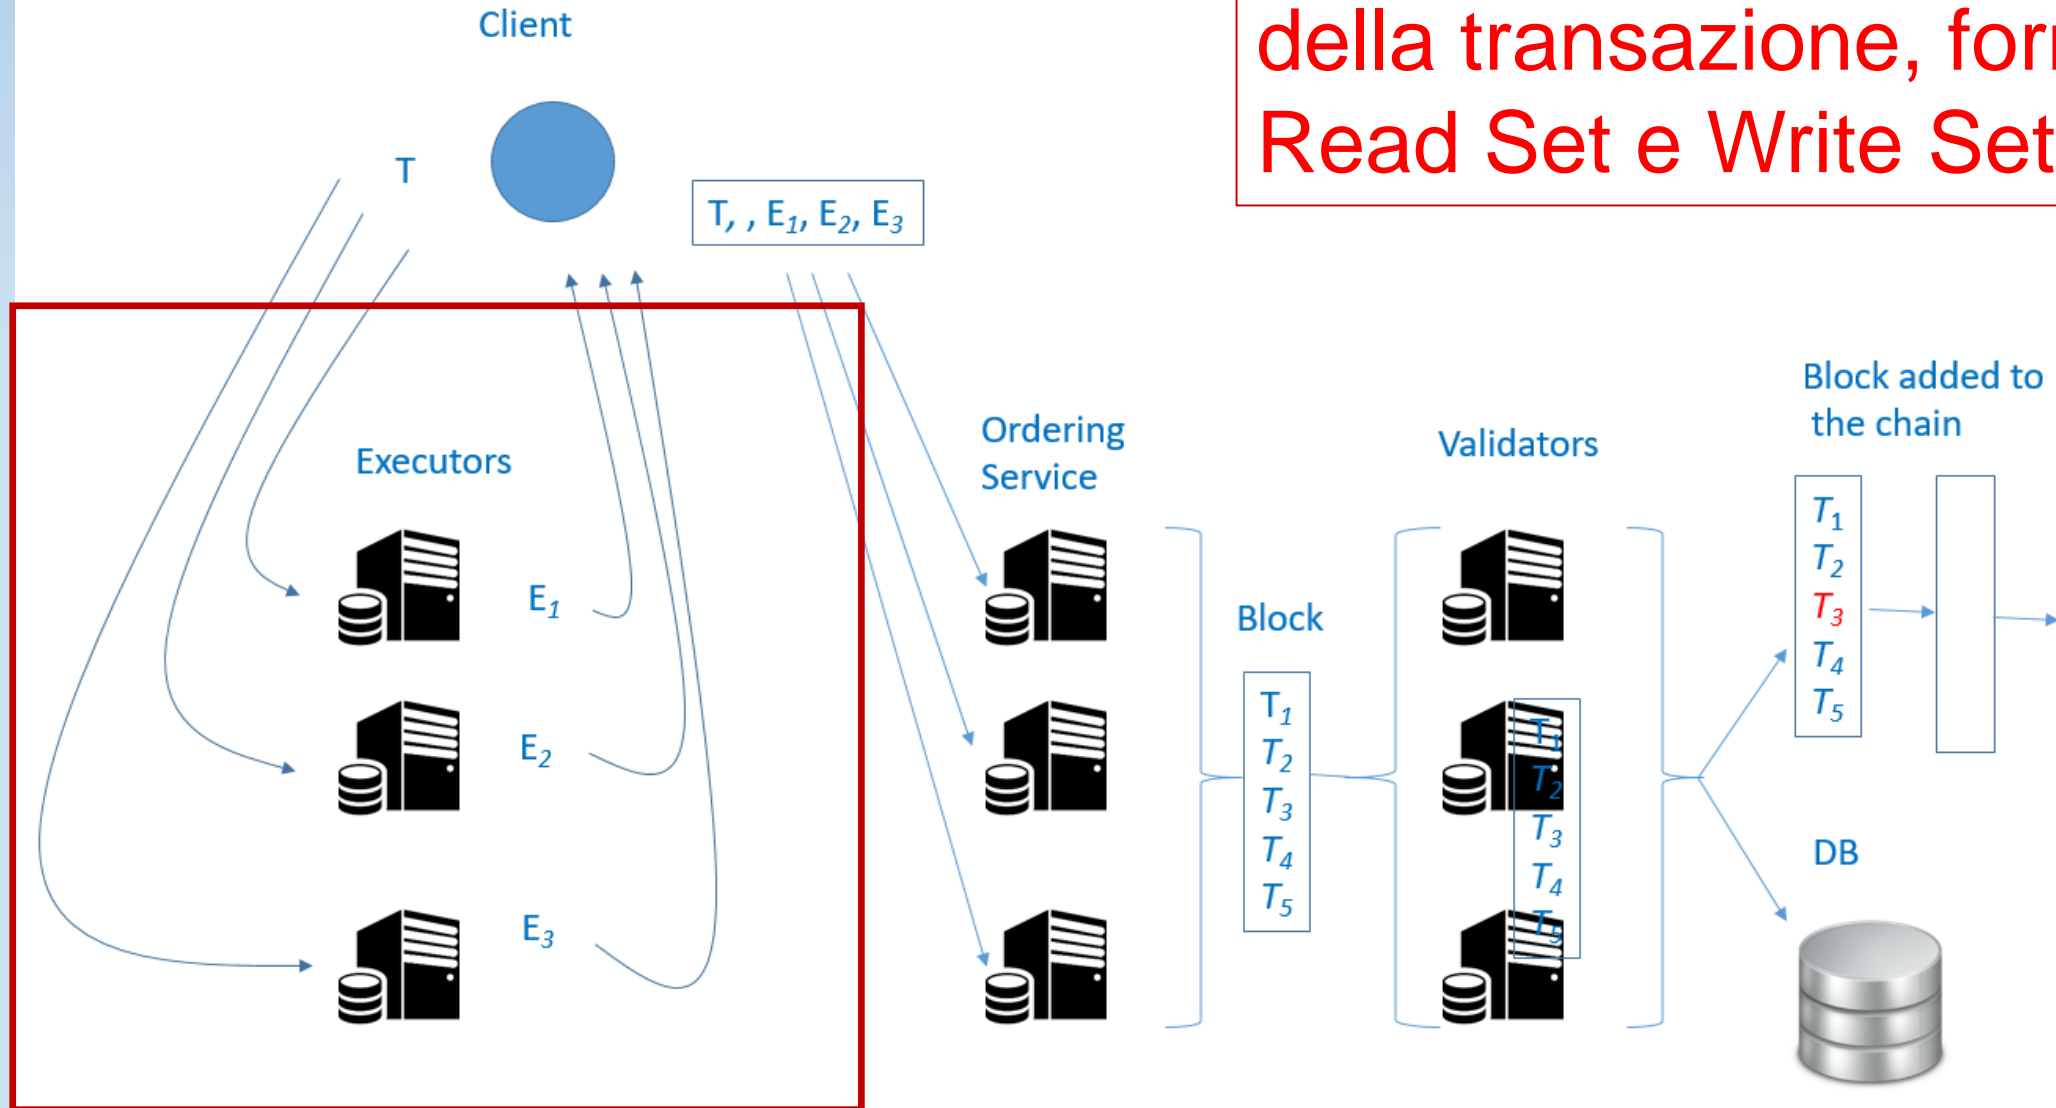 Client
della transazione, for
Read Set e Write Set
T
T, , E1, E2, E3
Executors
E1
E2
E3
Ordering
Service
Block
T1
T2
T3
T4
T5
Validators
T1
T2
T3
T4
T5
Block added to
the chain
T1
T2
T3
T4
T5
DB